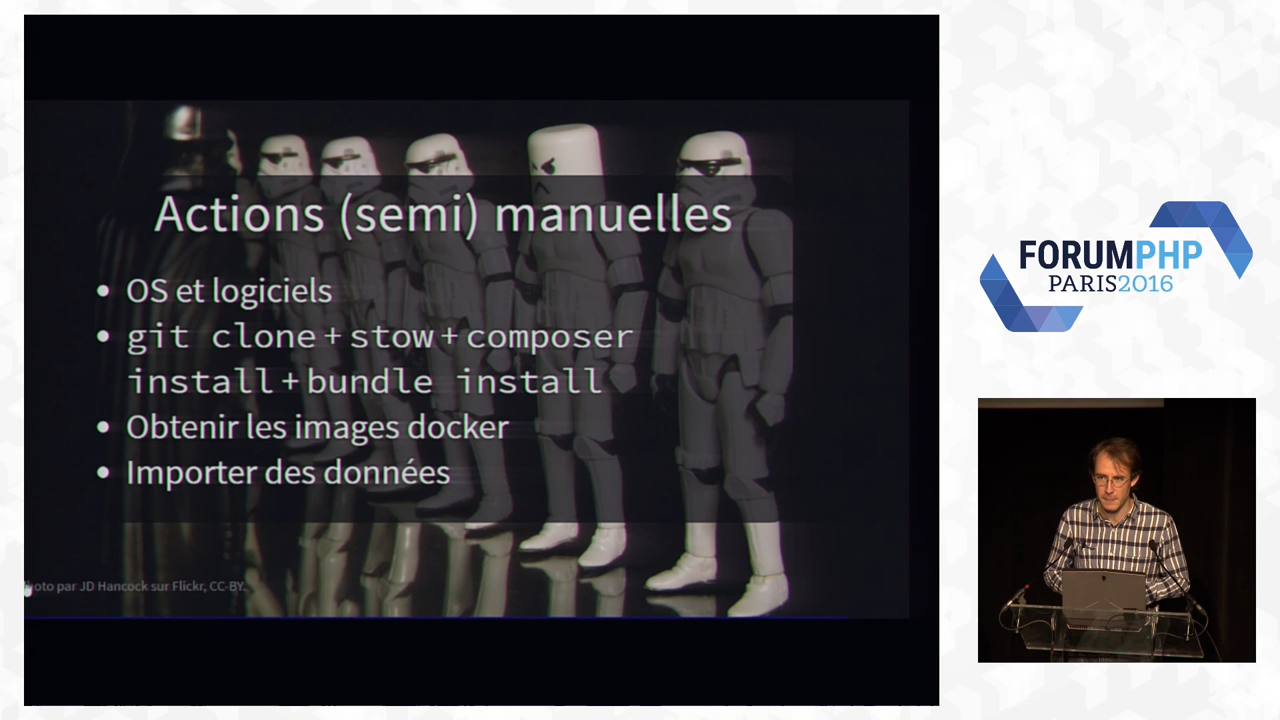 Actions (semi) manuelles
• OS et logiciels
• git clone + stow + composer
install + bundle install
• Obtenir les images docker
• Importer des données
Photo par JD Hancock sur Flickr, CC-BY.
FORUMPHP
PARIS2016